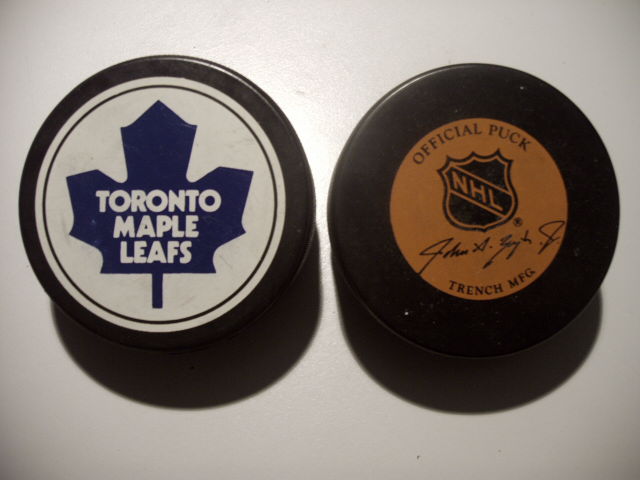 TORONTO
MAPLE
LEAFS
OFFICIAL PUCK
NHL
®
TRENCH MFG.